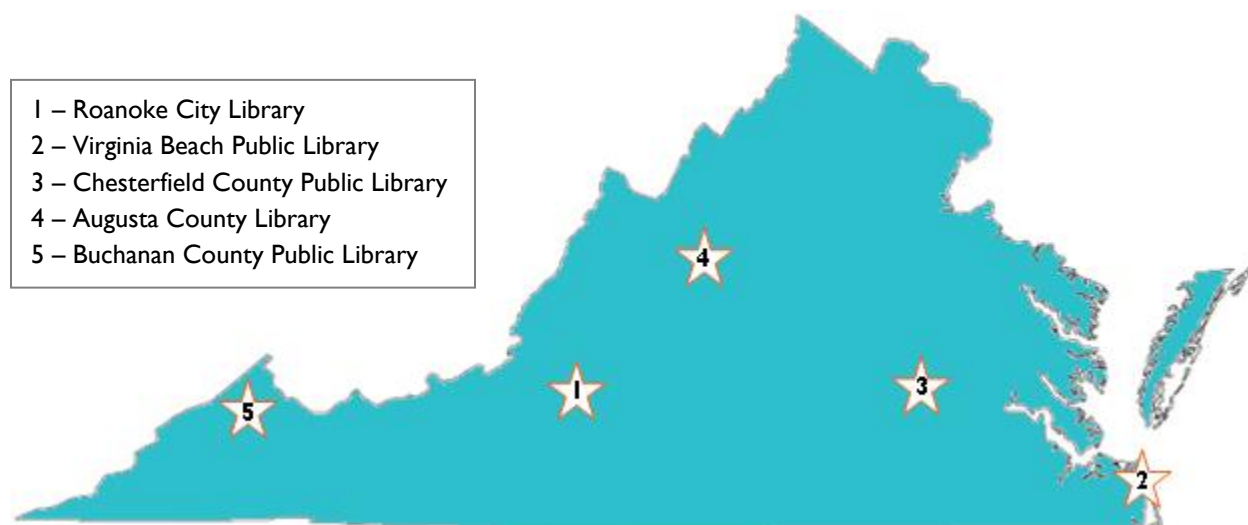 1 – Roanoke City Library
2 – Virginia Beach Public Library
3 – Chesterfield County Public Library
4 – Augusta County Library
5 – Buchanan County Public Library
4
1
3
5
2